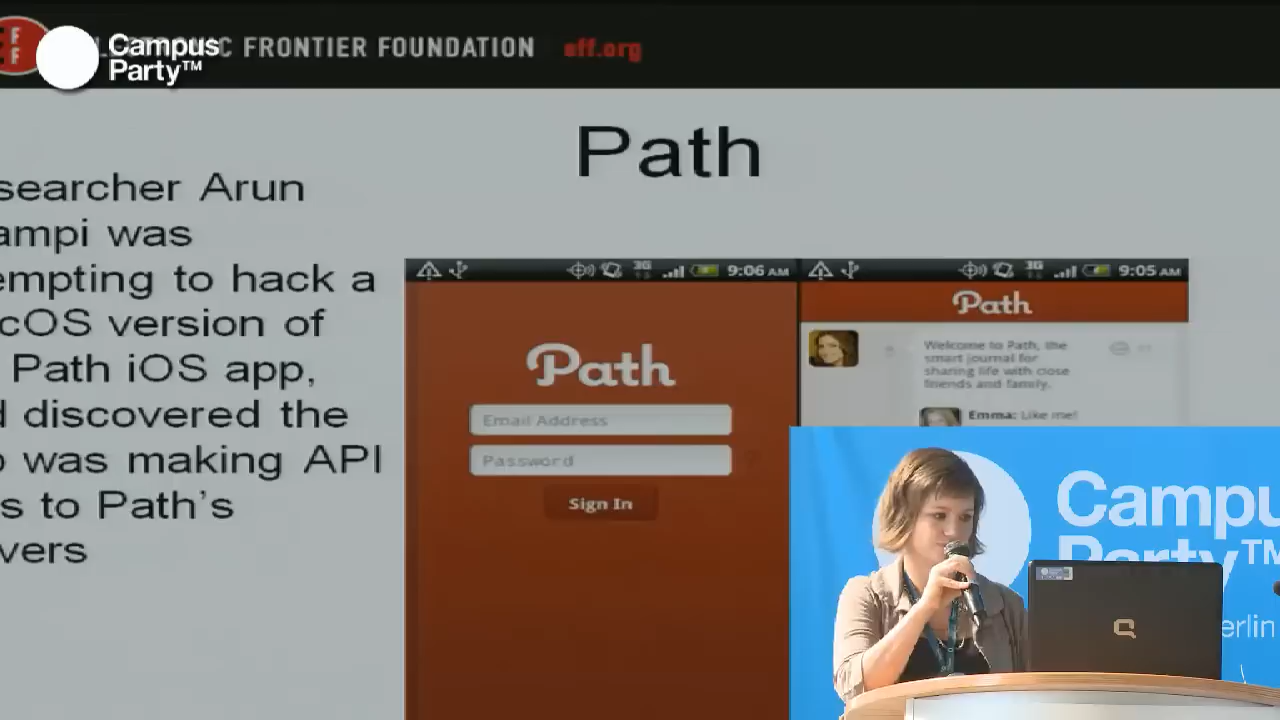 F
F
ELECTRONIC FRONTIER FOUNDATION eff.org
Campus
Party™
Path
searcher Arun
ampi was
empting to hack a
cOS version of
Path iOS app,
d discovered the
was making API
s to Path's
vers
9:06 AM
3G
Path
Email Address
Password
Sign In
9:05 AM
3G
Path
Welcome to Path, the
smart journal for
sharing life with close
friends and family.
Emma: Like me!
Campu
Party™
erlin